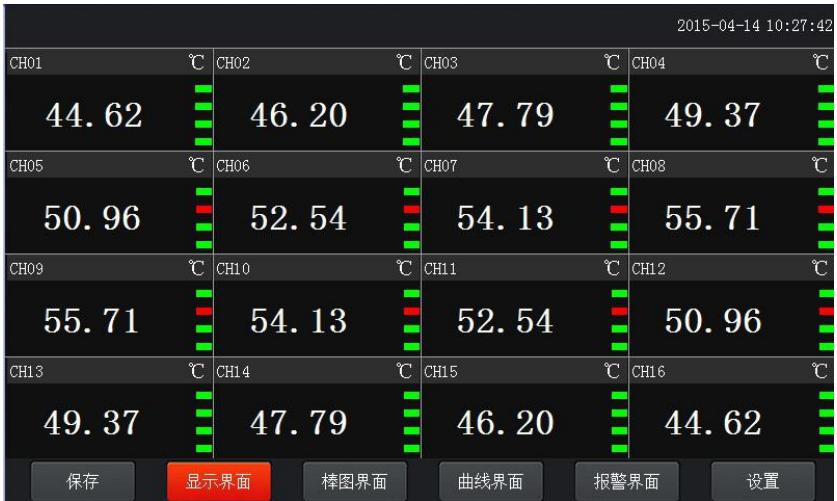 2015-04-14 10:27:42
CH01 ℃ CH02 ℃ CH03 ℃ CH04 ℃
44.62 46.20 47.79 49.37
CH05 ℃ CH06 ℃ CH07 ℃ CH08 ℃
50.96 52.54 54.13 55.71
CH09 ℃ CH10 ℃ CH11 ℃ CH12 ℃
55.71 54.13 52.54 50.96
CH13 ℃ CH14 ℃ CH15 ℃ CH16 ℃
49.37 47.79 46.20 44.62
保存 显示界面 棒图界面 曲线界面 报警界面 设置